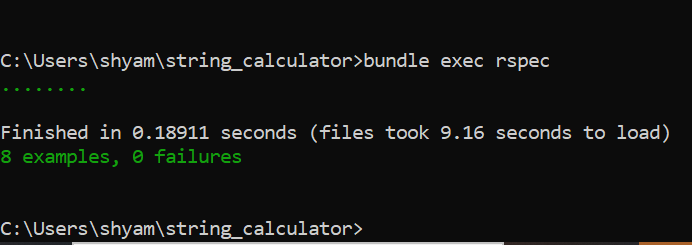 C:\Users\shyam\string_calculator>bundle exec rspec
........
Finished in 0.18911 seconds (files took 9.16 seconds to load)
8 examples, 0 failures
C:\Users\shyam\string_calculator>